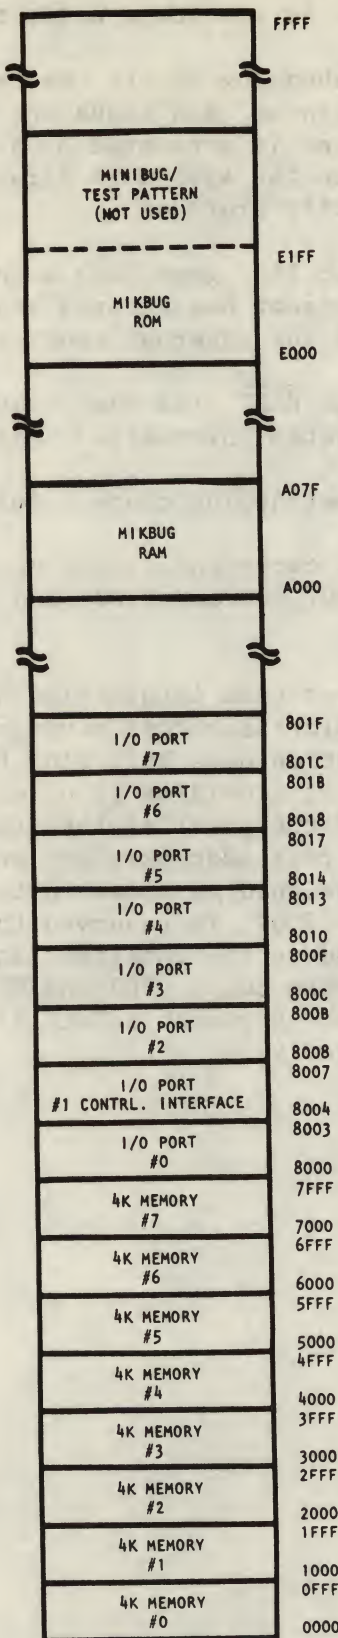 FFFF
MINIBUG/
TEST PATTERN
(NOT USED)
E1FF
MIKBUG
ROM
E000
A07F
MIKBUG
RAM
A000
801F
I/O PORT
#7
801C
801B
I/O PORT
#6
8018
8017
I/O PORT
#5
8014
8013
I/O PORT
#4
8010
800F
I/O PORT
#3
800C
800B
I/O PORT
#2
8008
8007
I/O PORT
#1 CONTRL. INTERFACE
8004
8003
I/O PORT
#0
8000
7FFF
4K MEMORY
#7
7000
6FFF
4K MEMORY
#6
6000
5FFF
4K MEMORY
#5
5000
4FFF
4K MEMORY
#4
4000
3FFF
4K MEMORY
#3
3000
2FFF
4K MEMORY
#2
2000
1FFF
4K MEMORY
#1
1000
0FFF
4K MEMORY
#0
0000